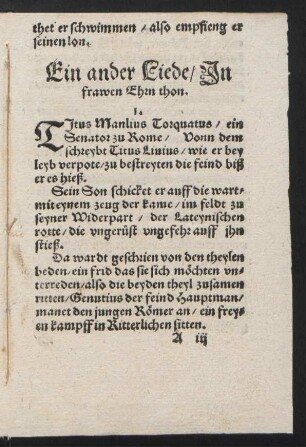 thet er schwimmen / also empfieng er
seinen lon.
Ein ander Liede / Jn
frawen Ehrn thon.
1.
TJtus Manlius Torquatus / ein
Senator zu Rome / Vonn dem
schreybt Titus Liuius / wie er bey
leyb verpote / zu bestreyten die feind biß
er es hieß.
Sein Son schicket er auff die wart-
mit eynem zeug der kame / im feldt zu
seyner Widerpart / der Lateynischen
rotte / die vngerüst vngefehr auff jhn
stieß.
Da wardt geschrien von den theylen
beden / ein frid das sie sich möchten vn-
terreden / also die beyden theyl zusamen
ritten / Genutius der feind Hauptman /
manet den jungen Römer an / ein frey-
en kampff in Ritterlichen sitten.
A iij